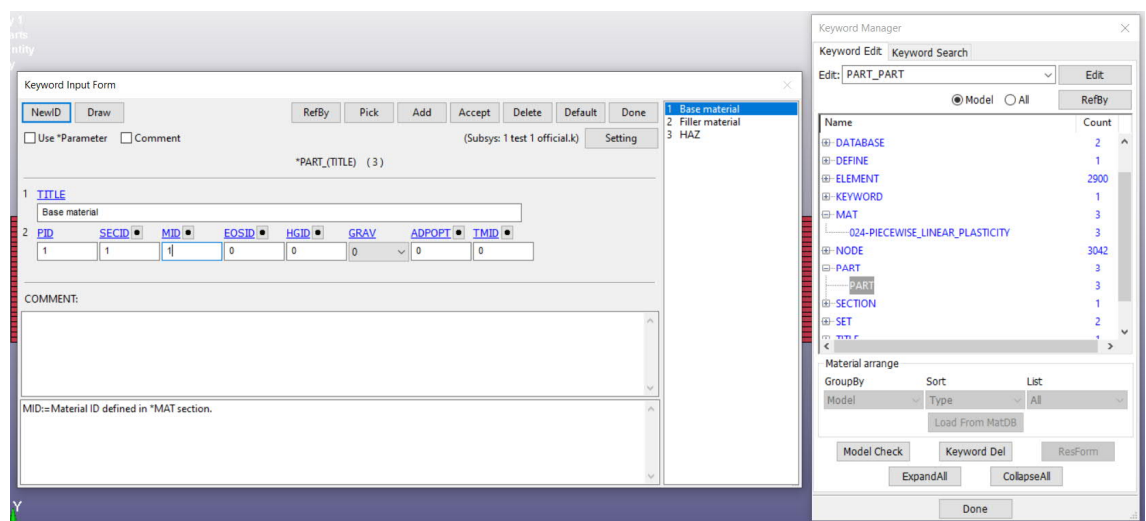 Keyword Input Form
NewID Draw RefBy Pick Add Accept Delete Default Done
Use *Parameter Comment (Subsys: 1 test 1 official.k) Setting
*PART_(TITLE) (3)
1 TITLE
Base material
2 PID SECID MID EOSID HGID GRAV ADPOPT TMID
1 1 1 0 0 0 0 0
COMMENT:
MID:=Material ID defined in *MAT section.
1 Base material
2 Filler material
3 HAZ
Y
Keyword Manager
Keyword Edit Keyword Search
Edit: PART_PART Edit
Model All RefBy
Name Count
DATABASE 2
DEFINE 1
ELEMENT 2900
KEYWORD 1
MAT 3
024-PIECEWISE_LINEAR_PLASTICITY 3
NODE 3042
PART 3
PART 3
SECTION 1
SET 2
TITLE 1
Material arrange
GroupBy Sort List
Model Type All
Load From MatDB
Model Check Keyword Del ResForm
ExpandAll CollapseAll
Done